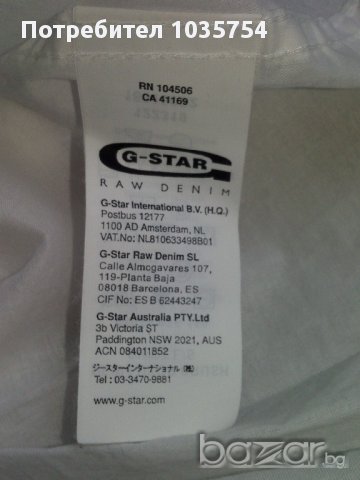 Потребител 1035754
RN 104506
CA 41169
G-STAR
RAW DENIM
G-Star International B.V. (H.Q.)
Postbus 12177
1100 AD Amsterdam, NL
VAT.No: NL810633498B01
G-Star Raw Denim SL
Calle Almogavares 107,
119-Planta Baja
08018 Barcelona, ES
CIF No: ES B 62443247
G-Star Australia PTY.Ltd
3b Victoria ST
Paddington NSW 2021, AUS
ACN 084011852
ジースターインターナショナル (株)
Tel : 03-3470-9881
www.g-star.com
bазар.bg